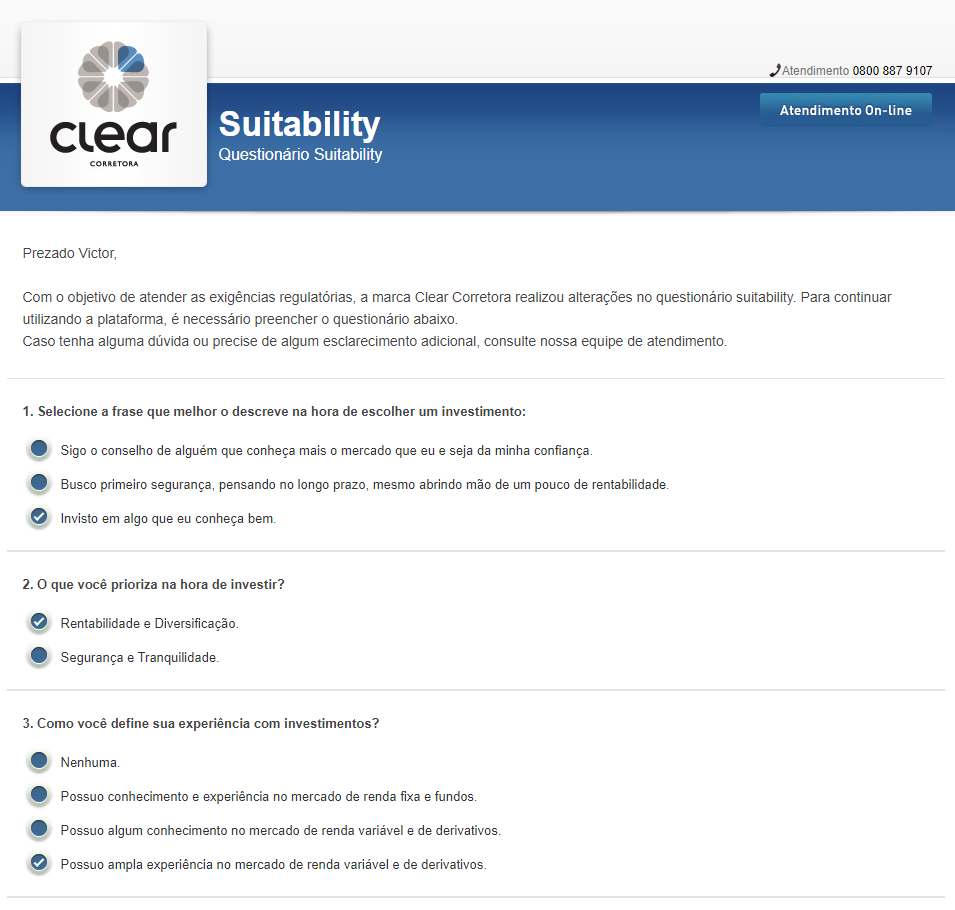 Atendimento 0800 887 9107
Atendimento On-line
clear
CORRETORA
Suitability
Questionário Suitability
Prezado Victor,
Com o objetivo de atender as exigências regulatórias, a marca Clear Corretora realizou alterações no questionário suitability. Para continuar
utilizando a plataforma, é necessário preencher o questionário abaixo.
Caso tenha alguma dúvida ou precise de algum esclarecimento adicional, consulte nossa equipe de atendimento.
1. Selecione a frase que melhor o descreve na hora de escolher um investimento:
Sigo o conselho de alguém que conheça mais o mercado que eu e seja da minha confiança.
Busco primeiro segurança, pensando no longo prazo, mesmo abrindo mão de um pouco de rentabilidade.
Invisto em algo que eu conheça bem.
2. O que você prioriza na hora de investir?
Rentabilidade e Diversificação.
Segurança e Tranquilidade.
3. Como você define sua experiência com investimentos?
Nenhuma.
Possuo conhecimento e experiência no mercado de renda fixa e fundos.
Possuo algum conhecimento no mercado de renda variável e de derivativos.
Possuo ampla experiência no mercado de renda variável e de derivativos.